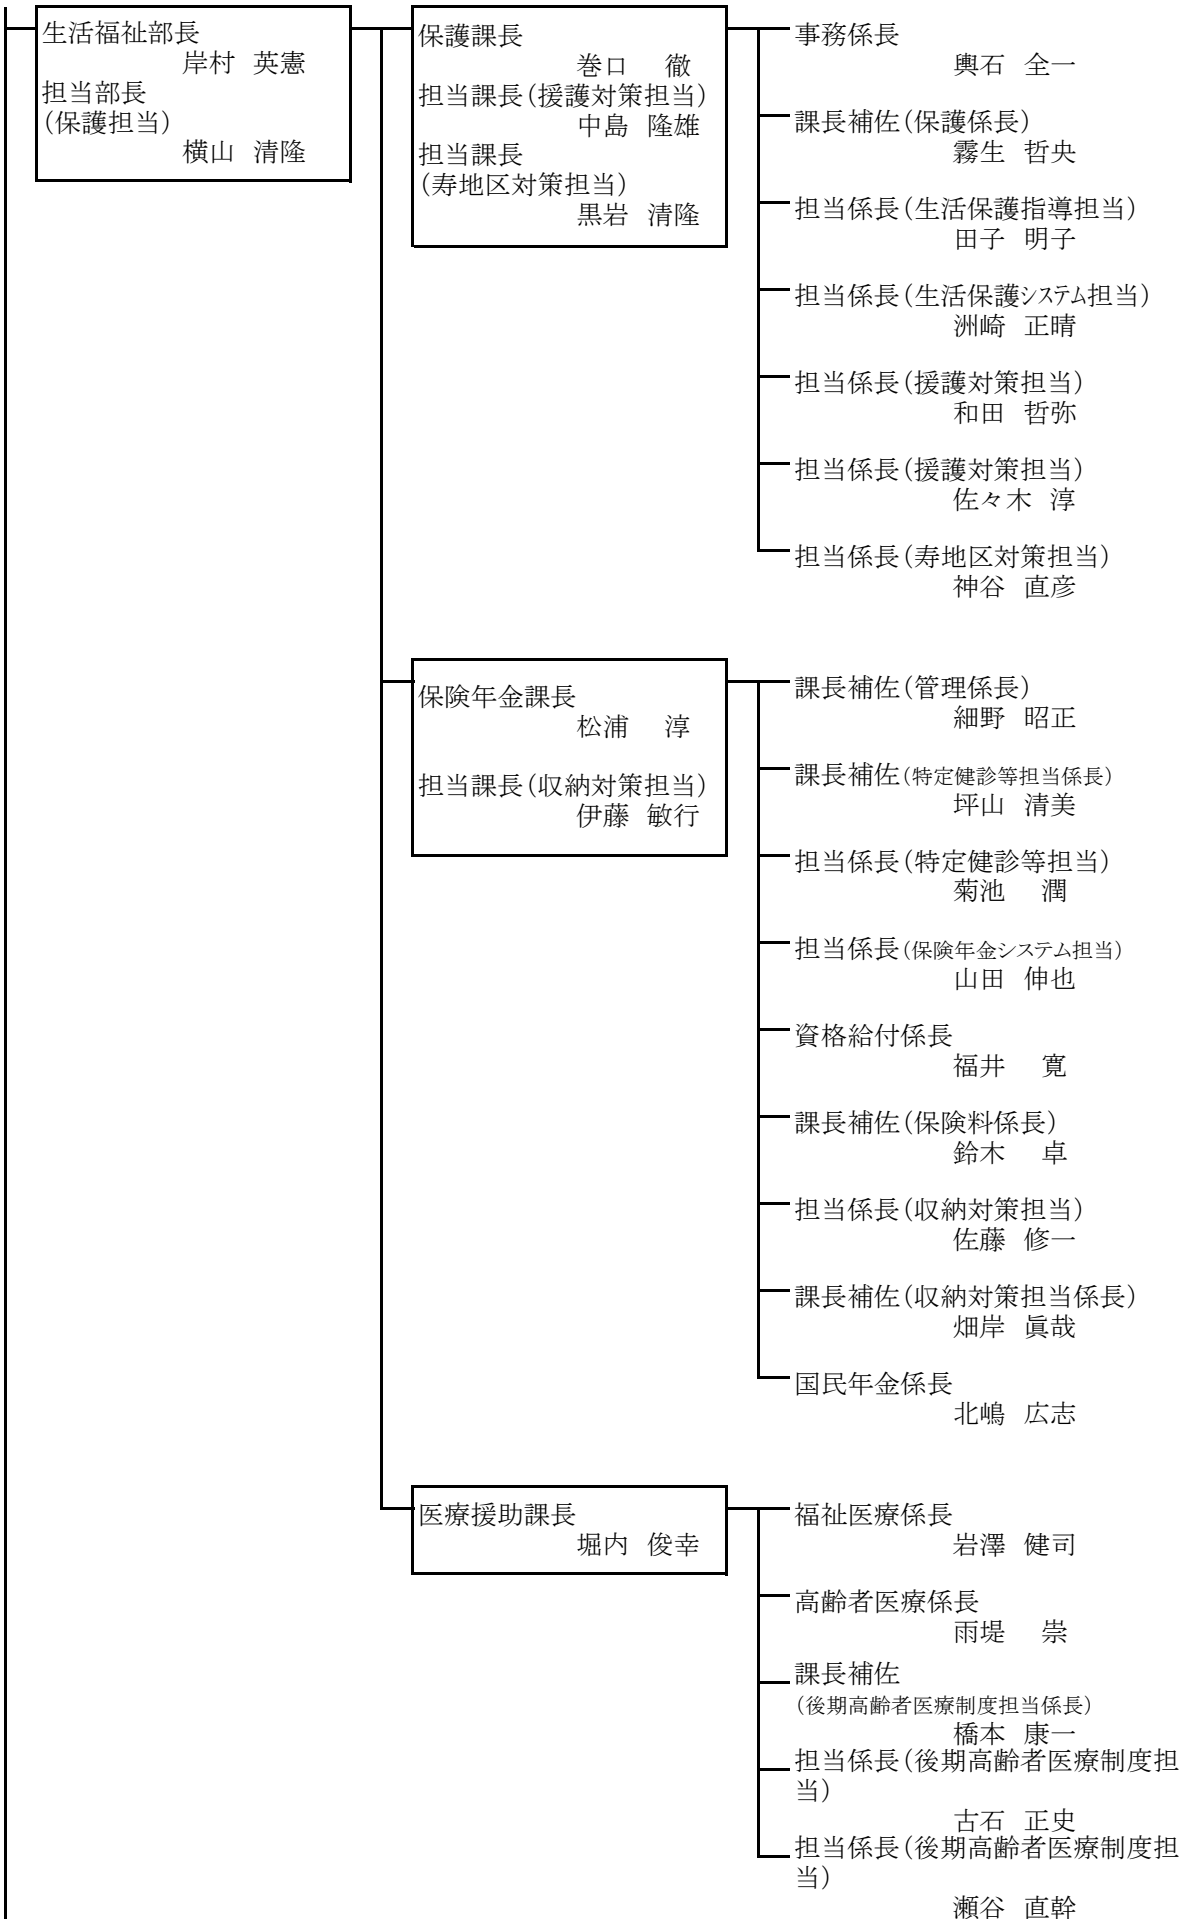 生活福祉部長
岸村 英憲
担当部長
(保護担当)
横山 清隆
保護課長
巻口 徹
担当課長(援護対策担当)
中島 隆雄
担当課長
(寿地区対策担当)
黒岩 清隆
事務係長
輿石 全一
課長補佐(保護係長)
霧生 哲央
担当係長(生活保護指導担当)
田子 明子
担当係長(生活保護システム担当)
洲崎 正晴
担当係長(援護対策担当)
和田 哲弥
担当係長(援護対策担当)
佐々木 淳
担当係長(寿地区対策担当)
神谷 直彦
保険年金課長
松浦 淳
担当課長(収納対策担当)
伊藤 敏行
課長補佐(管理係長)
細野 昭正
課長補佐(特定健診等担当係長)
坪山 清美
担当係長(特定健診等担当)
菊池 潤
担当係長(保険年金システム担当)
山田 伸也
資格給付係長
福井 寛
課長補佐(保険料係長)
鈴木 卓
担当係長(収納対策担当)
佐藤 修一
課長補佐(収納対策担当係長)
畑岸 眞哉
国民年金係長
北嶋 広志
医療援助課長
堀内 俊幸
福祉医療係長
岩澤 健司
高齢者医療係長
雨堤 崇
課長補佐
(後期高齢者医療制度担当係長)
橋本 康一
担当係長(後期高齢者医療制度担
当)
古石 正史
担当係長(後期高齢者医療制度担
当)
瀬谷 直幹